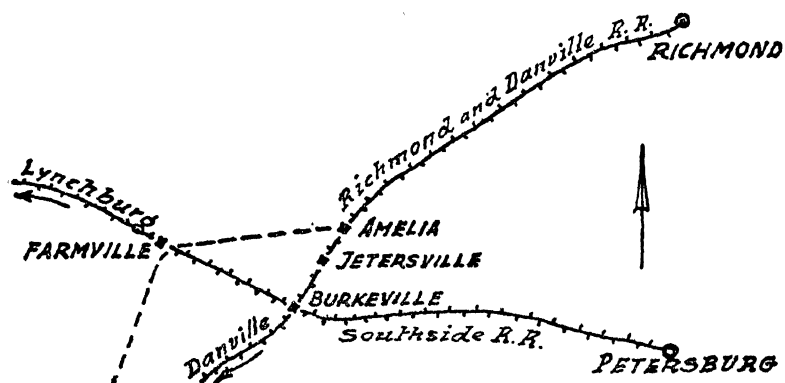 Richmond and Danville R.R.
RICHMOND
Lynchburg
AMELIA
FARMVILLE
JETERSVILLE
BURKEVILLE
Danville
Southside R.R.
PETERSBURG